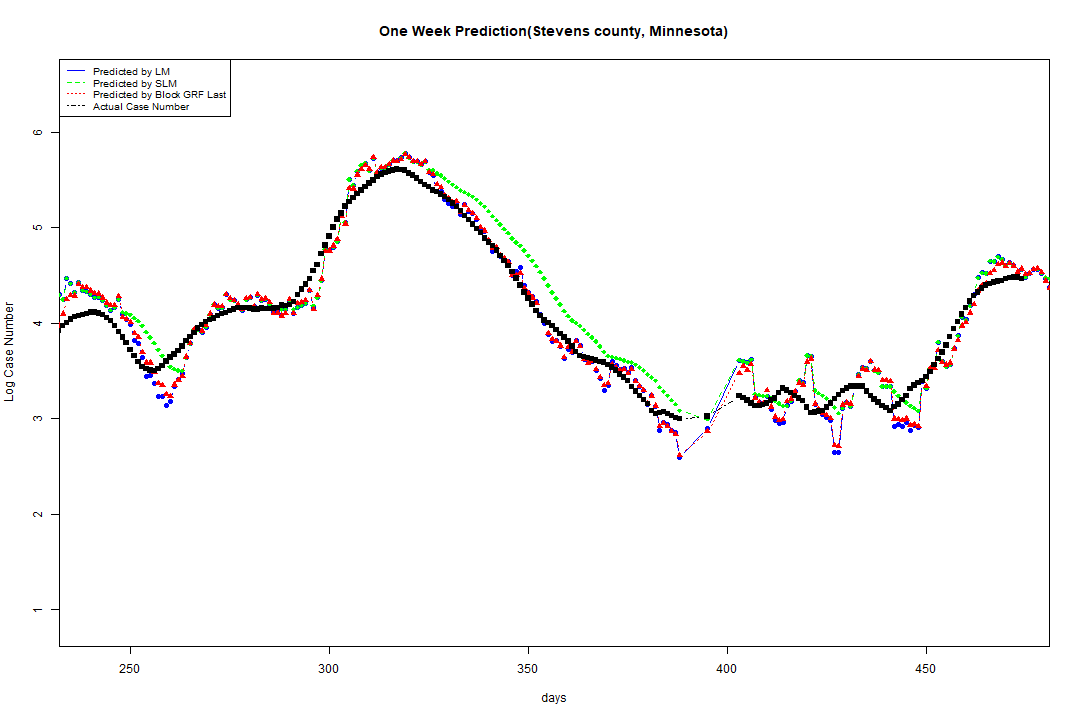 One Week Prediction(Stevens county, Minnesota)
Predicted by LM
Predicted by SLM
Predicted by Block GRF Last
Actual Case Number
6
5
4
3
2
1
Log Case Number
250 300 350 400 450
days